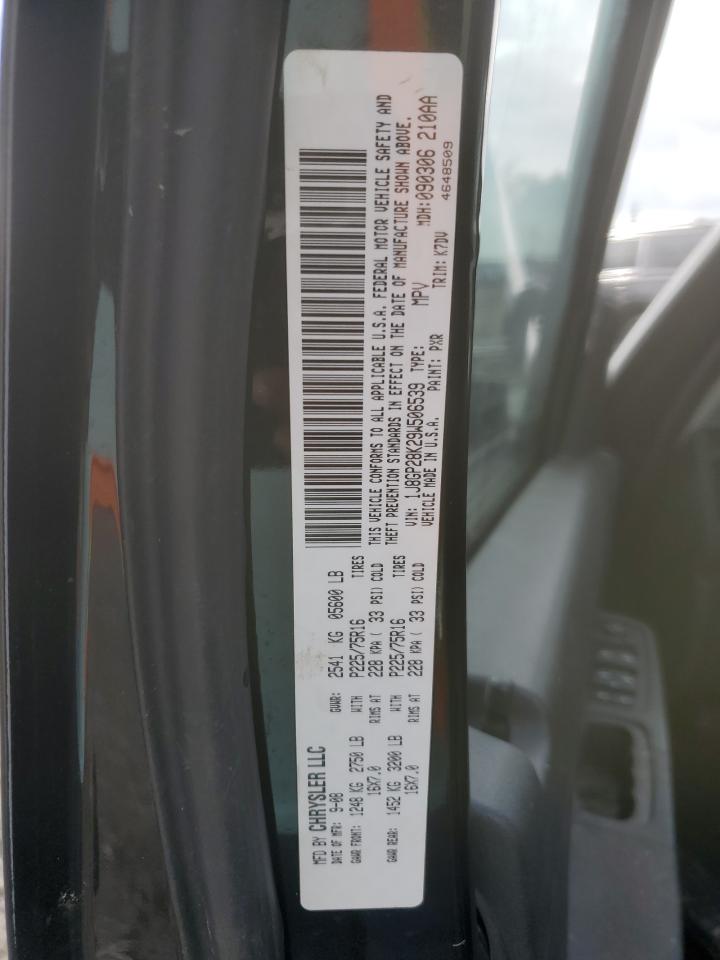 MFD BY CHRYSLER LLC
DATE OF MFR: 9-08 GVWR: 2541 KG 05600 LB
GAWR FRONT: 1248 KG 2750 LB WITH P225/75R16 TIRES
16X7.0 RIMS AT 228 KPA ( 33 PSI) COLD
GAWR REAR: 1452 KG 3200 LB WITH P225/75R16 TIRES
16X7.0 RIMS AT 228 KPA ( 33 PSI) COLD
THIS VEHICLE CONFORMS TO ALL APPLICABLE U.S.A. FEDERAL MOTOR VEHICLE SAFETY AND
THEFT PREVENTION STANDARDS IN EFFECT ON THE DATE OF MANUFACTURE SHOWN ABOVE.
VIN: 1J8GP28K29W506539 TYPE: MPV MDH:090306 210AA
VEHICLE MADE IN U.S.A. PAINT: PXR TRIM: K7DV 4648509